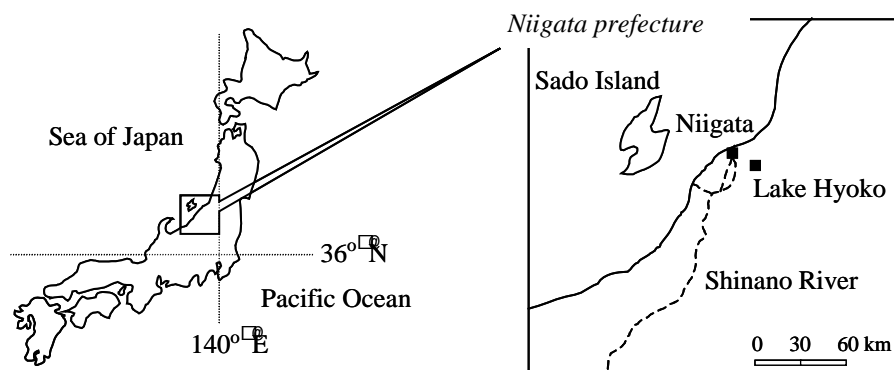 Niigata prefecture
Sado Island
Sea of Japan
Niigata
Lake Hyoko
36° N
Shinano River
Pacific Ocean
140° E
0 30 60 km